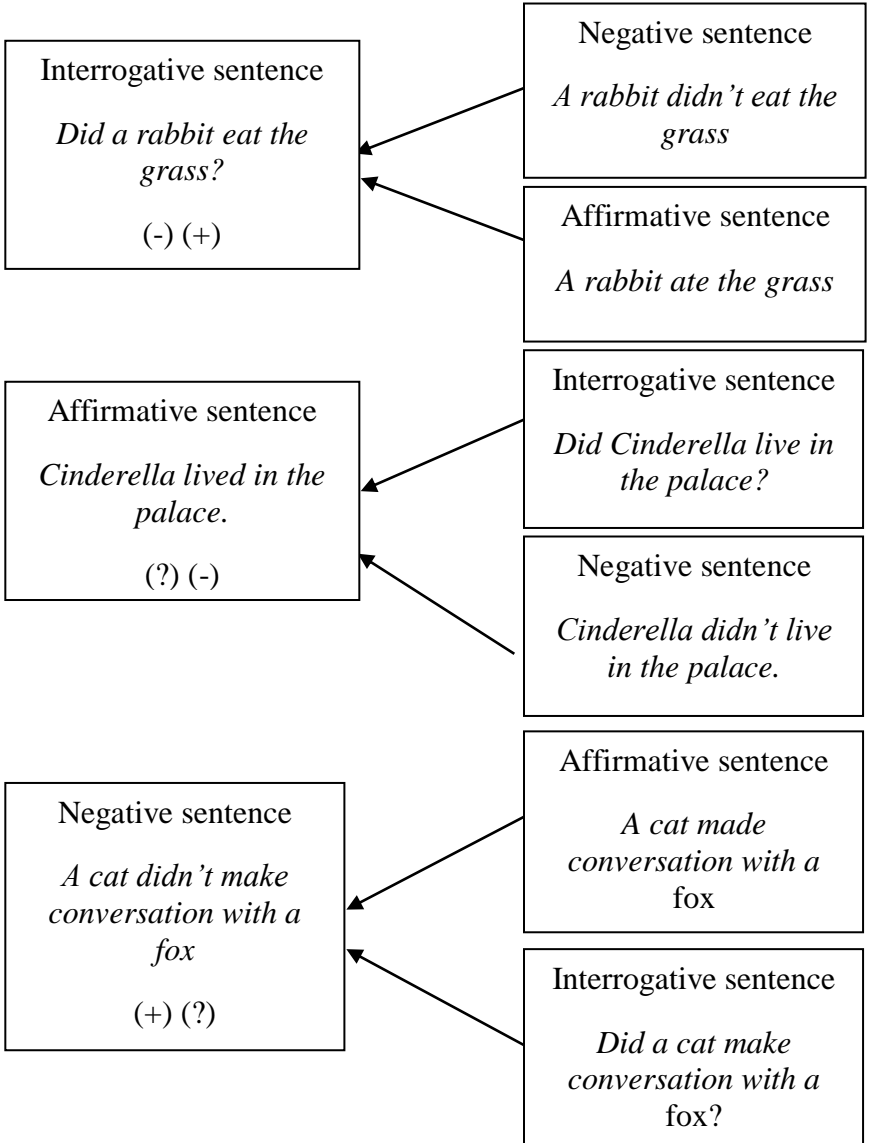 Interrogative sentence
Did a rabbit eat the
grass?
(-) (+)
Negative sentence
A rabbit didn’t eat the
grass
Affirmative sentence
A rabbit ate the grass
Affirmative sentence
Cinderella lived in the
palace.
(?) (-)
Interrogative sentence
Did Cinderella live in
the palace?
Negative sentence
Cinderella didn’t live
in the palace.
Negative sentence
A cat didn’t make
conversation with a
fox
(+) (?)
Affirmative sentence
A cat made
conversation with a
fox
Interrogative sentence
Did a cat make
conversation with a
fox?